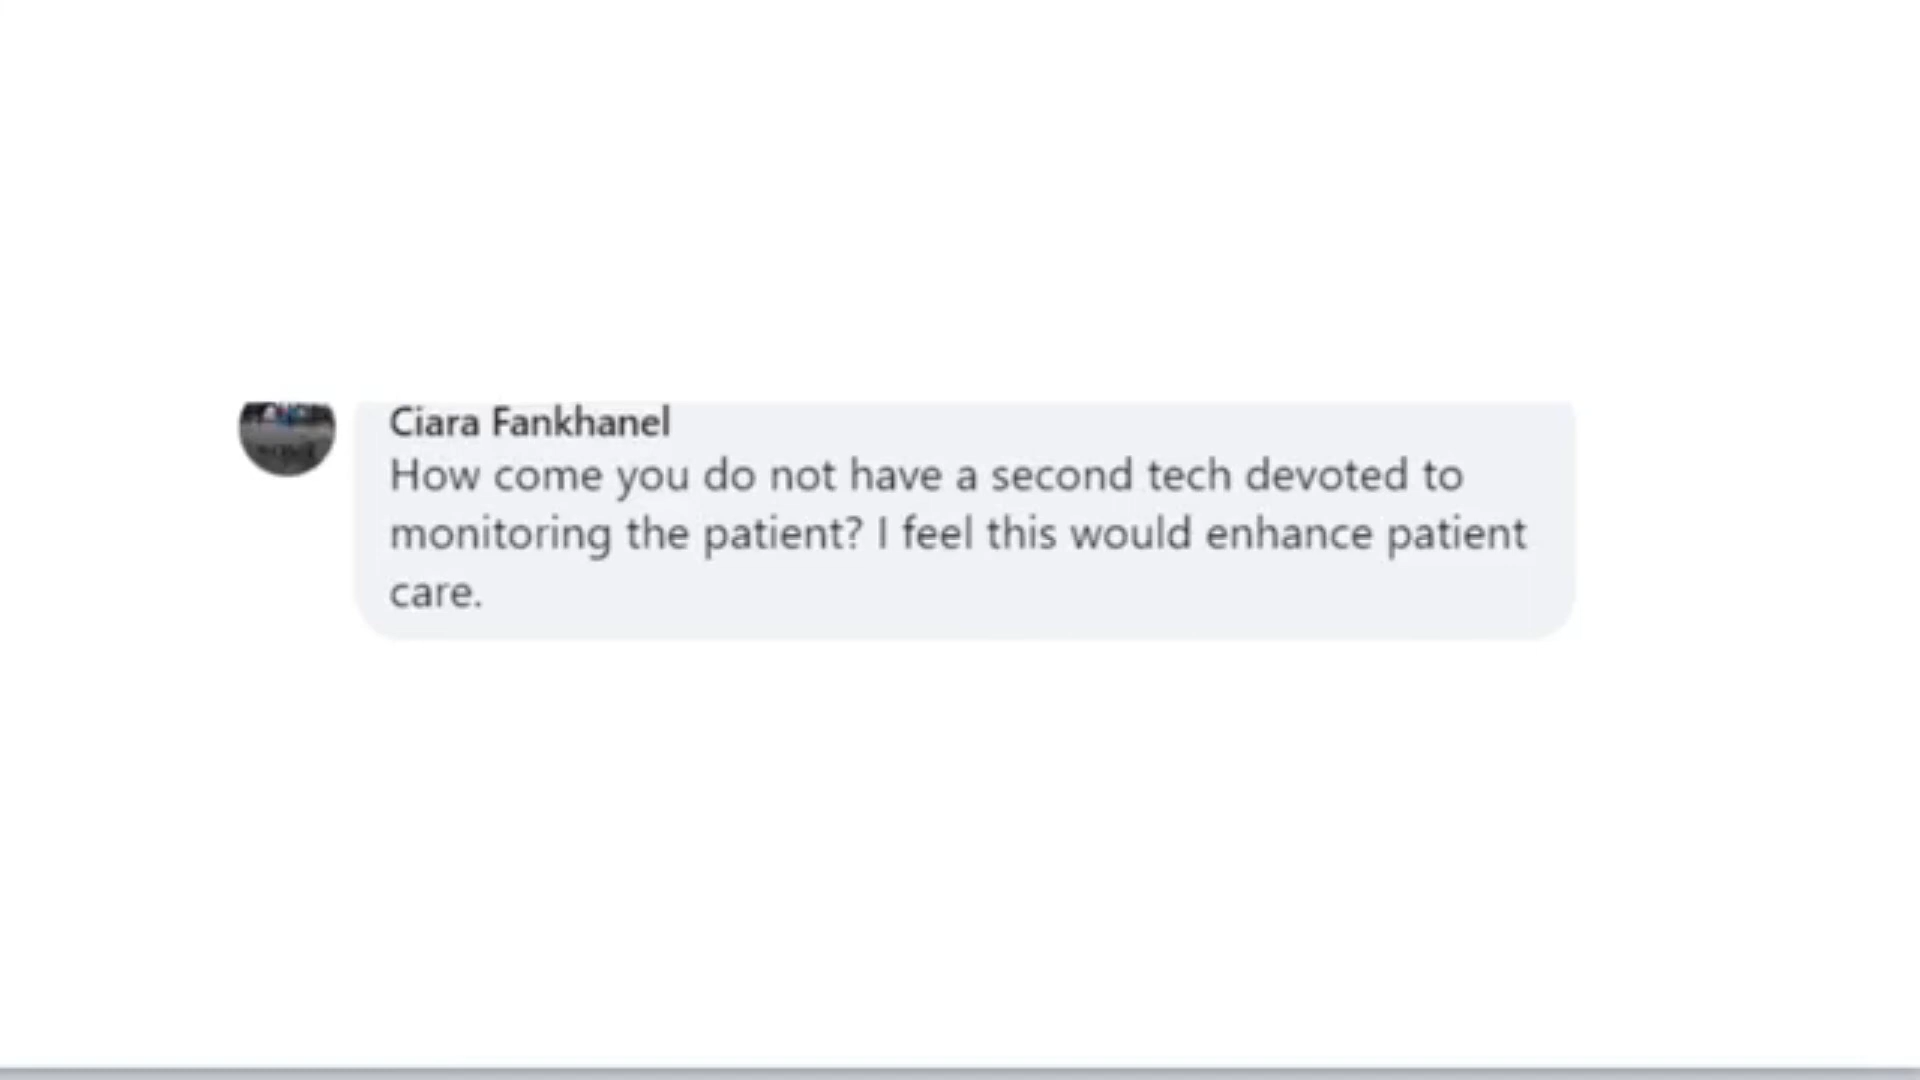 Ciara Fankhanel
How come you do not have a second tech devoted to
monitoring the patient? I feel this would enhance patient
care.